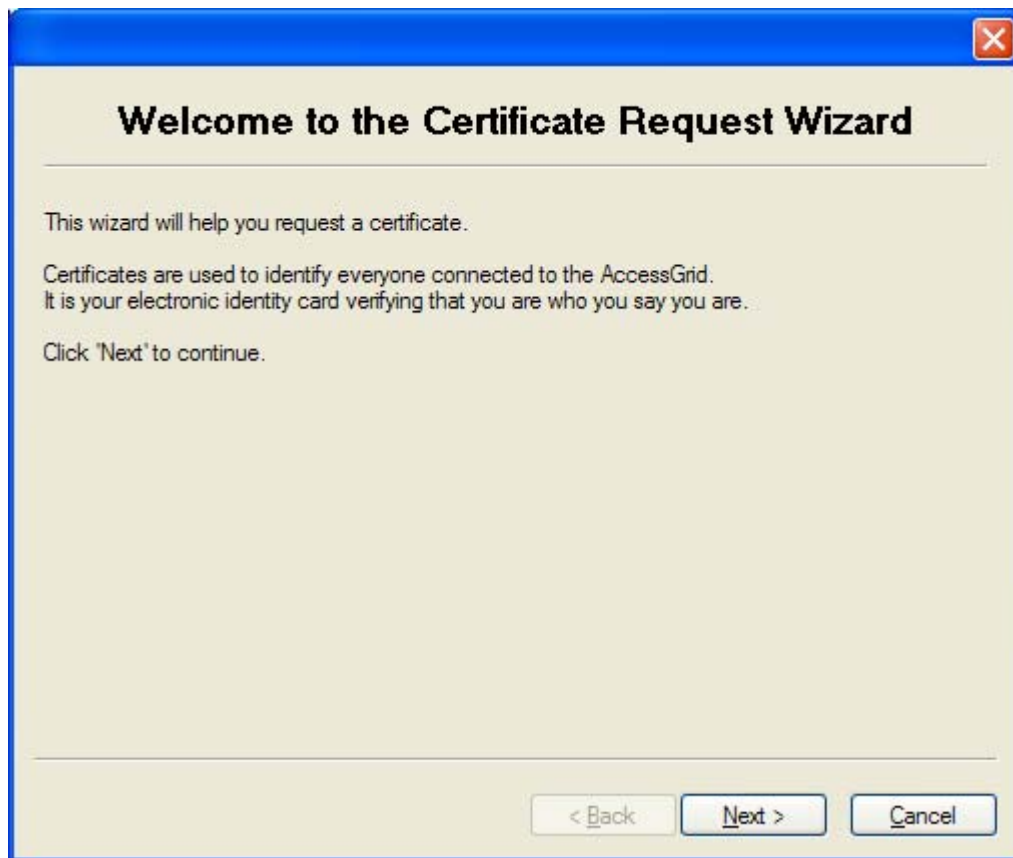 Welcome to the Certificate Request Wizard
This wizard will help you request a certificate.
Certificates are used to identify everyone connected to the AccessGrid.
It is your electronic identity card verifying that you are who you say you are.
Click 'Next' to continue.
< Back Next > Cancel